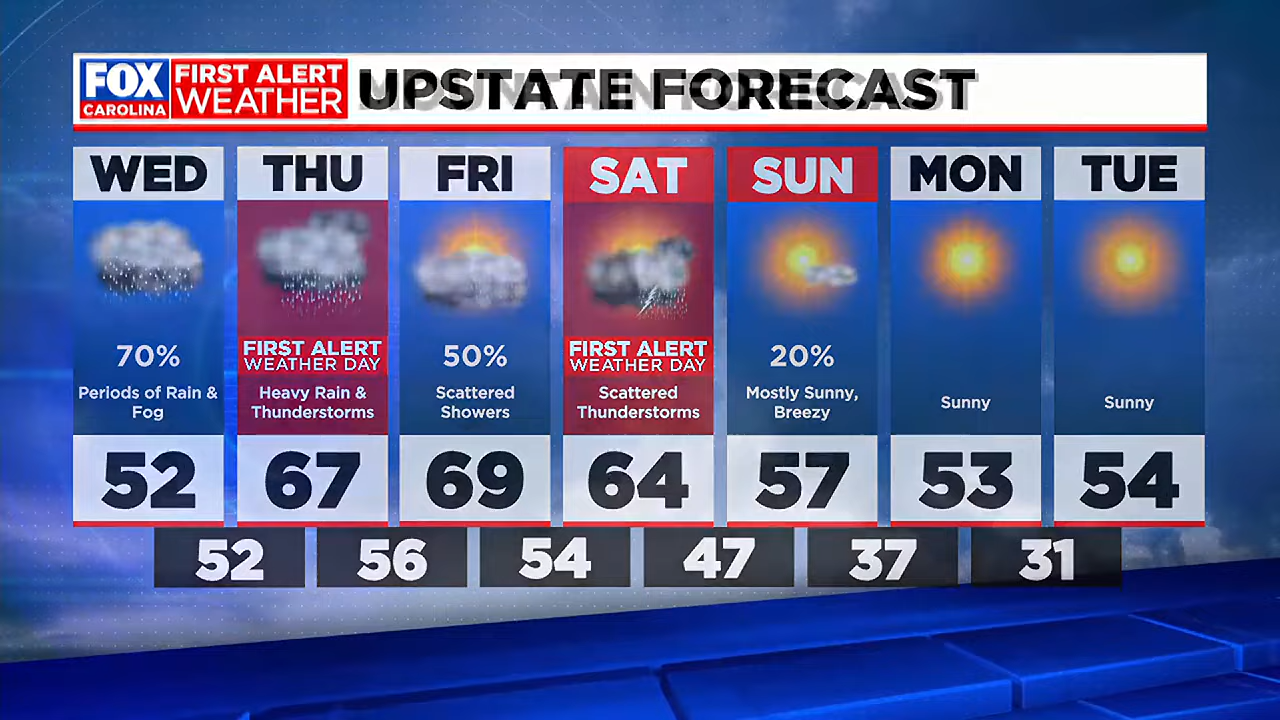 FOX
CAROLINA
FIRST ALERT
WEATHER
UPSTATE FORECAST
MOUNTAIN FORECAST
WED
THU
FRI
SAT
SUN
MON
TUE
70%
FIRST ALERT
WEATHER DAY
50%
FIRST ALERT
WEATHER DAY
20%
Periods of Rain &
Fog
Heavy Rain &
Thunderstorms
Scattered
Showers
Scattered
Thunderstorms
Mostly Sunny,
Breezy
Sunny
Sunny
52
67
69
64
57
53
54
52
56
54
47
37
31